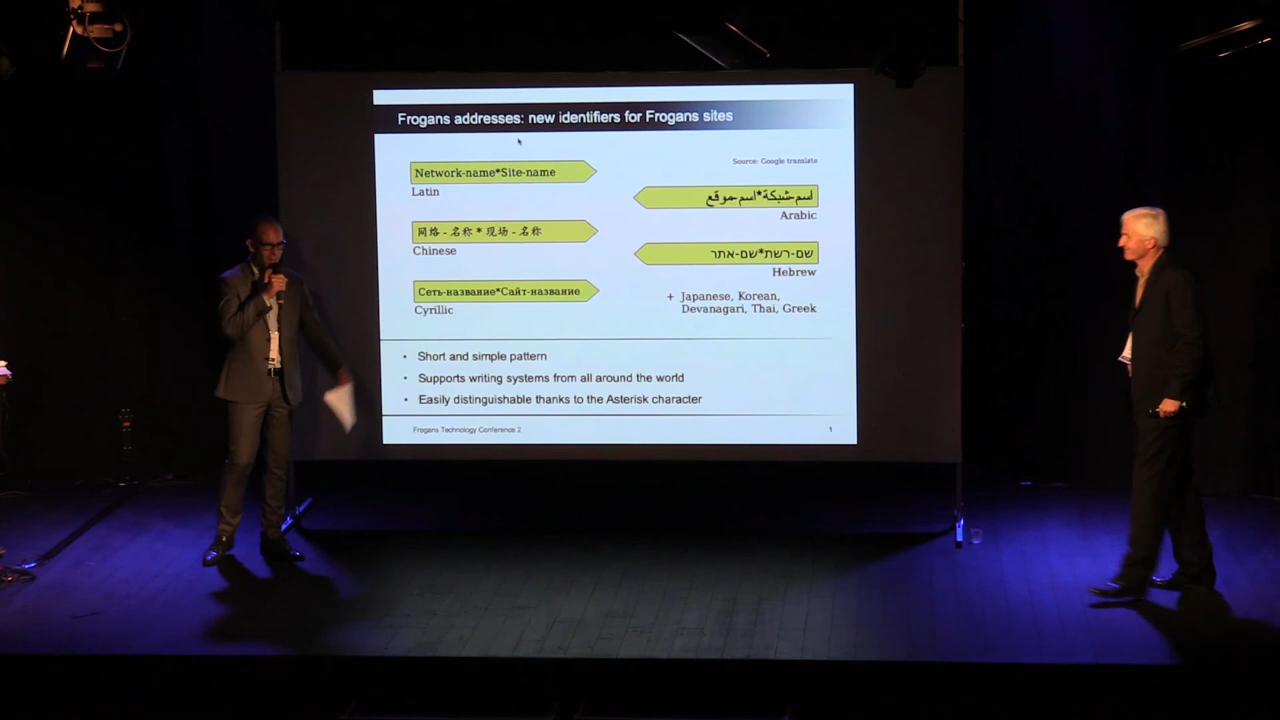 Frogans addresses: new identifiers for Frogans sites
Network-name*Site-name
Latin
网络 - 名称 * 现场 - 名称
Chinese
Сеть-название*Сайт-название
Cyrillic
Source: Google translate
اسم-شبكة*اسم-موقع
Arabic
שם-רשת*שם-אתר
Hebrew
+ Japanese, Korean,
Devanagari, Thai, Greek
• Short and simple pattern
• Supports writing systems from all around the world
• Easily distinguishable thanks to the Asterisk character
Frogans Technology Conference 2
1